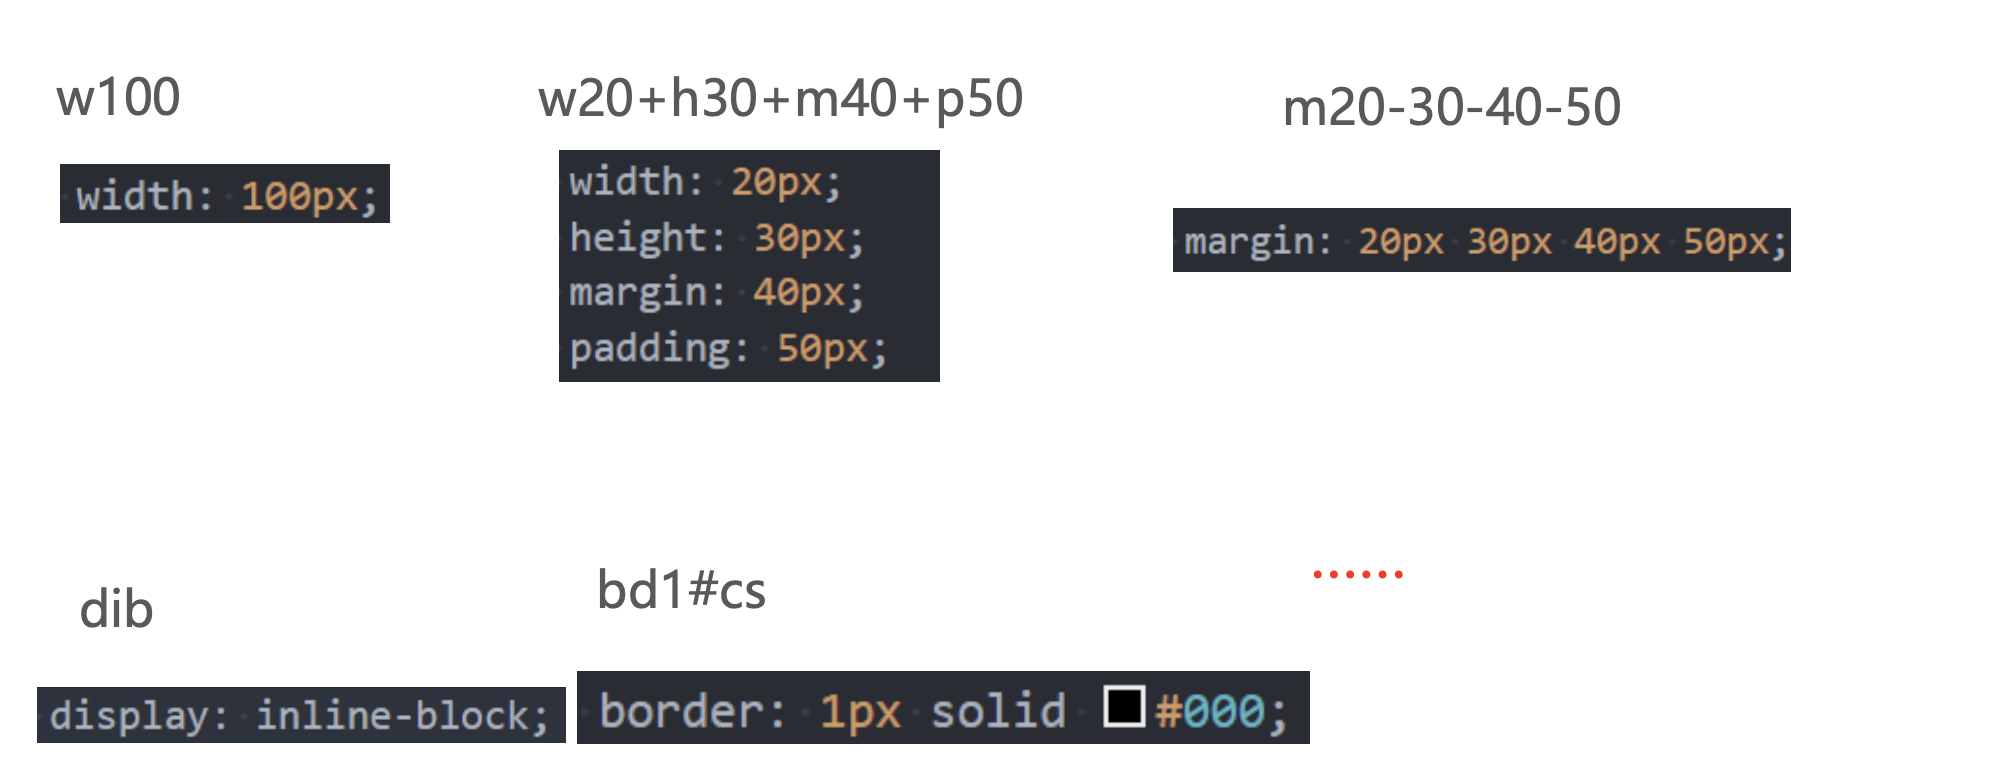 w100
w20+h30+m40+p50
m20-30-40-50
width: 100px;
width: 20px;
height: 30px;
margin: 40px;
padding: 50px;
margin: 20px 30px 40px 50px;
dib
bd1#cs
......
display: inline-block;
border: 1px solid #000;